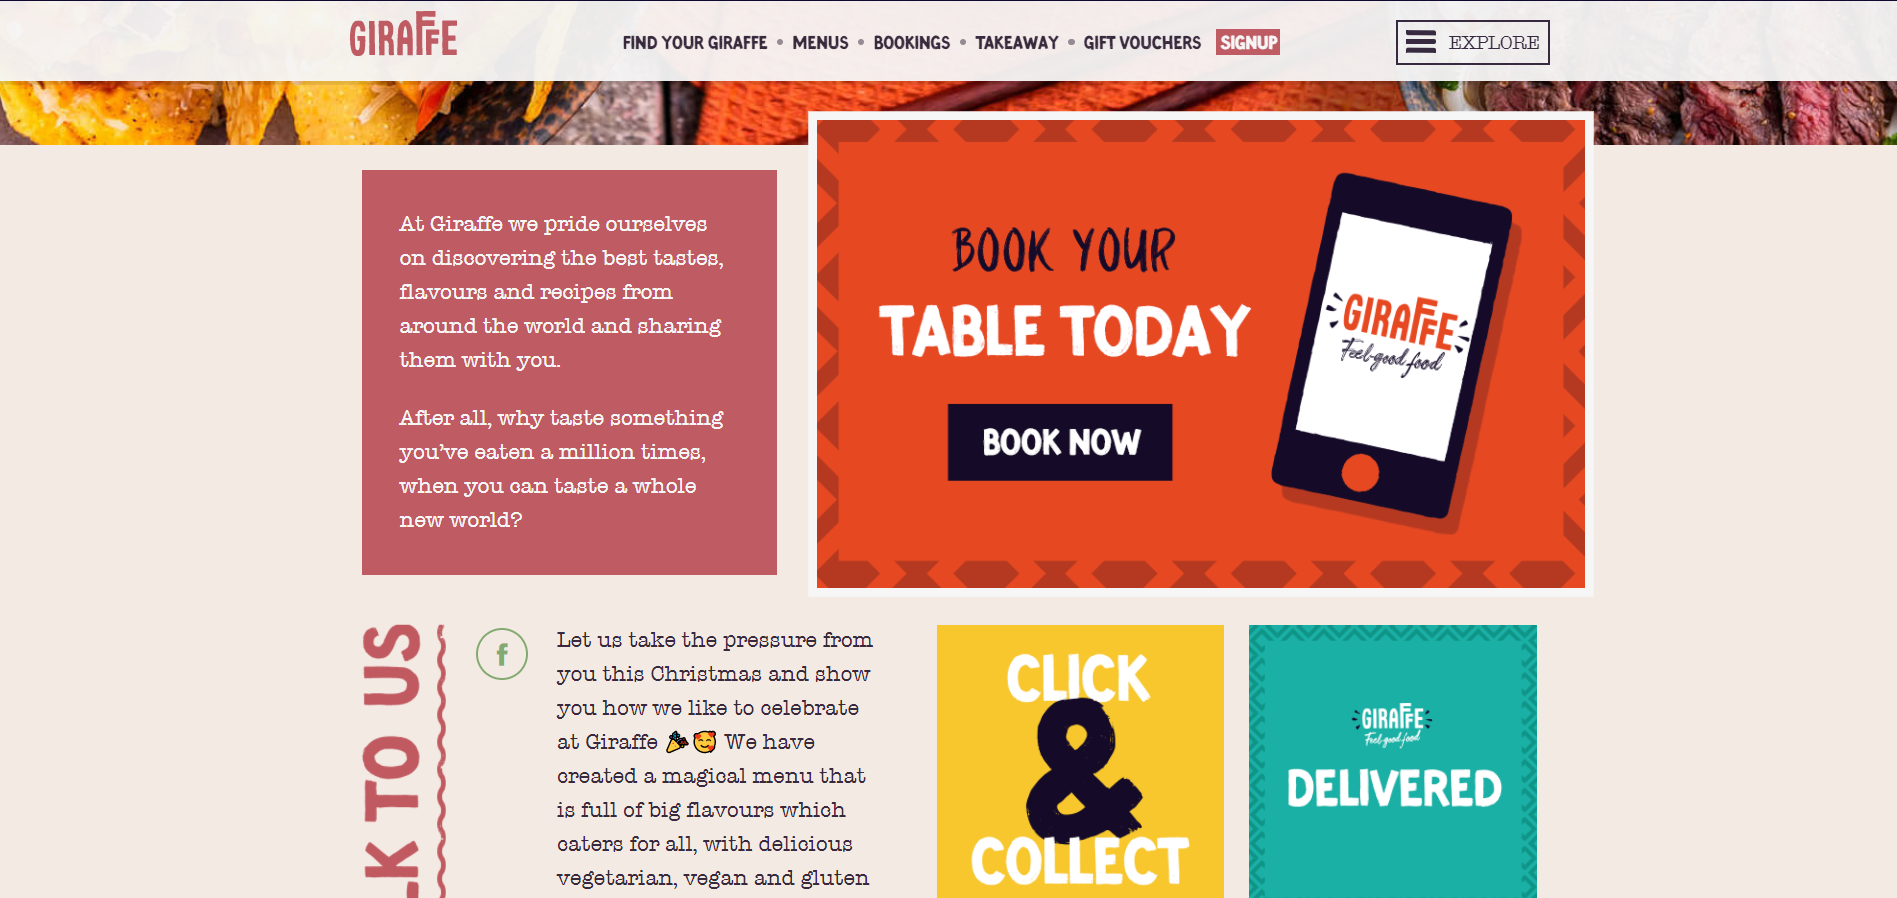 GIRAFFE
FIND YOUR GIRAFFE • MENUS • BOOKINGS • TAKEAWAY • GIFT VOUCHERS SIGNUP
EXPLORE
At Giraffe we pride ourselves
on discovering the best tastes,
flavours and recipes from
around the world and sharing
them with you.
After all, why taste something
you've eaten a million times,
when you can taste a whole
new world?
BOOK YOUR
TABLE TODAY
BOOK NOW
GIRAFFE
Feel-good food
LK TO US
f
Let us take the pressure from
you this Christmas and show
you how we like to celebrate
at Giraffe 🎉🥰 We have
created a magical menu that
is full of big flavours which
caters for all, with delicious
vegetarian, vegan and gluten
CLICK
&
COLLECT
GIRAFFE
Feel-good food
DELIVERED